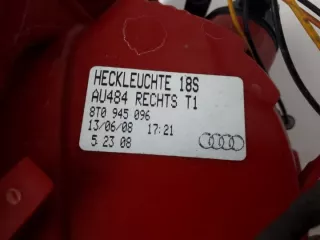 HECKLEUCHTE 18S
AU484 RECHTS T1
8T0 945 096
13/06/08 17:21
5 23 08